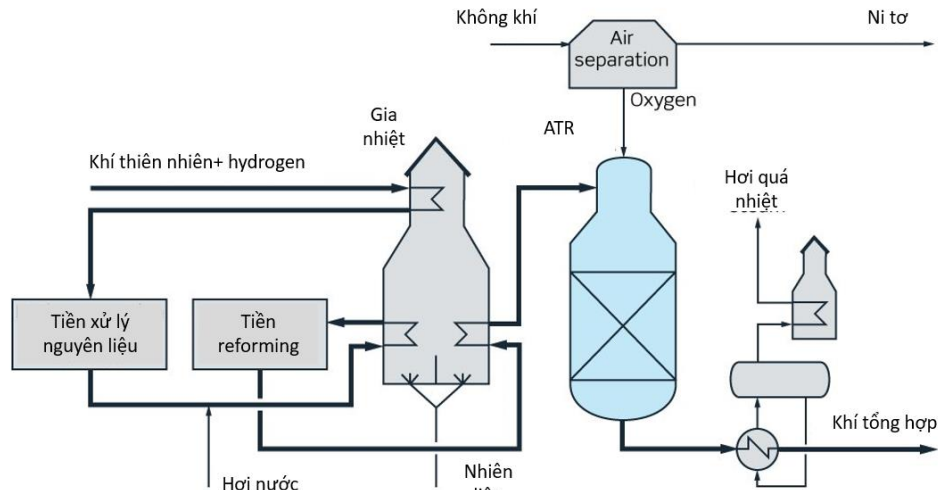 Không khí
Ni tơ
Air
separation
Oxygen
Gia
nhiệt
ATR
Khí thiên nhiên+ hydrogen
Hơi quá
nhiệt
Tiền xử lý
nguyên liệu
Tiền
reforming
Khí tổng hợp
Hơi nước
Nhiên